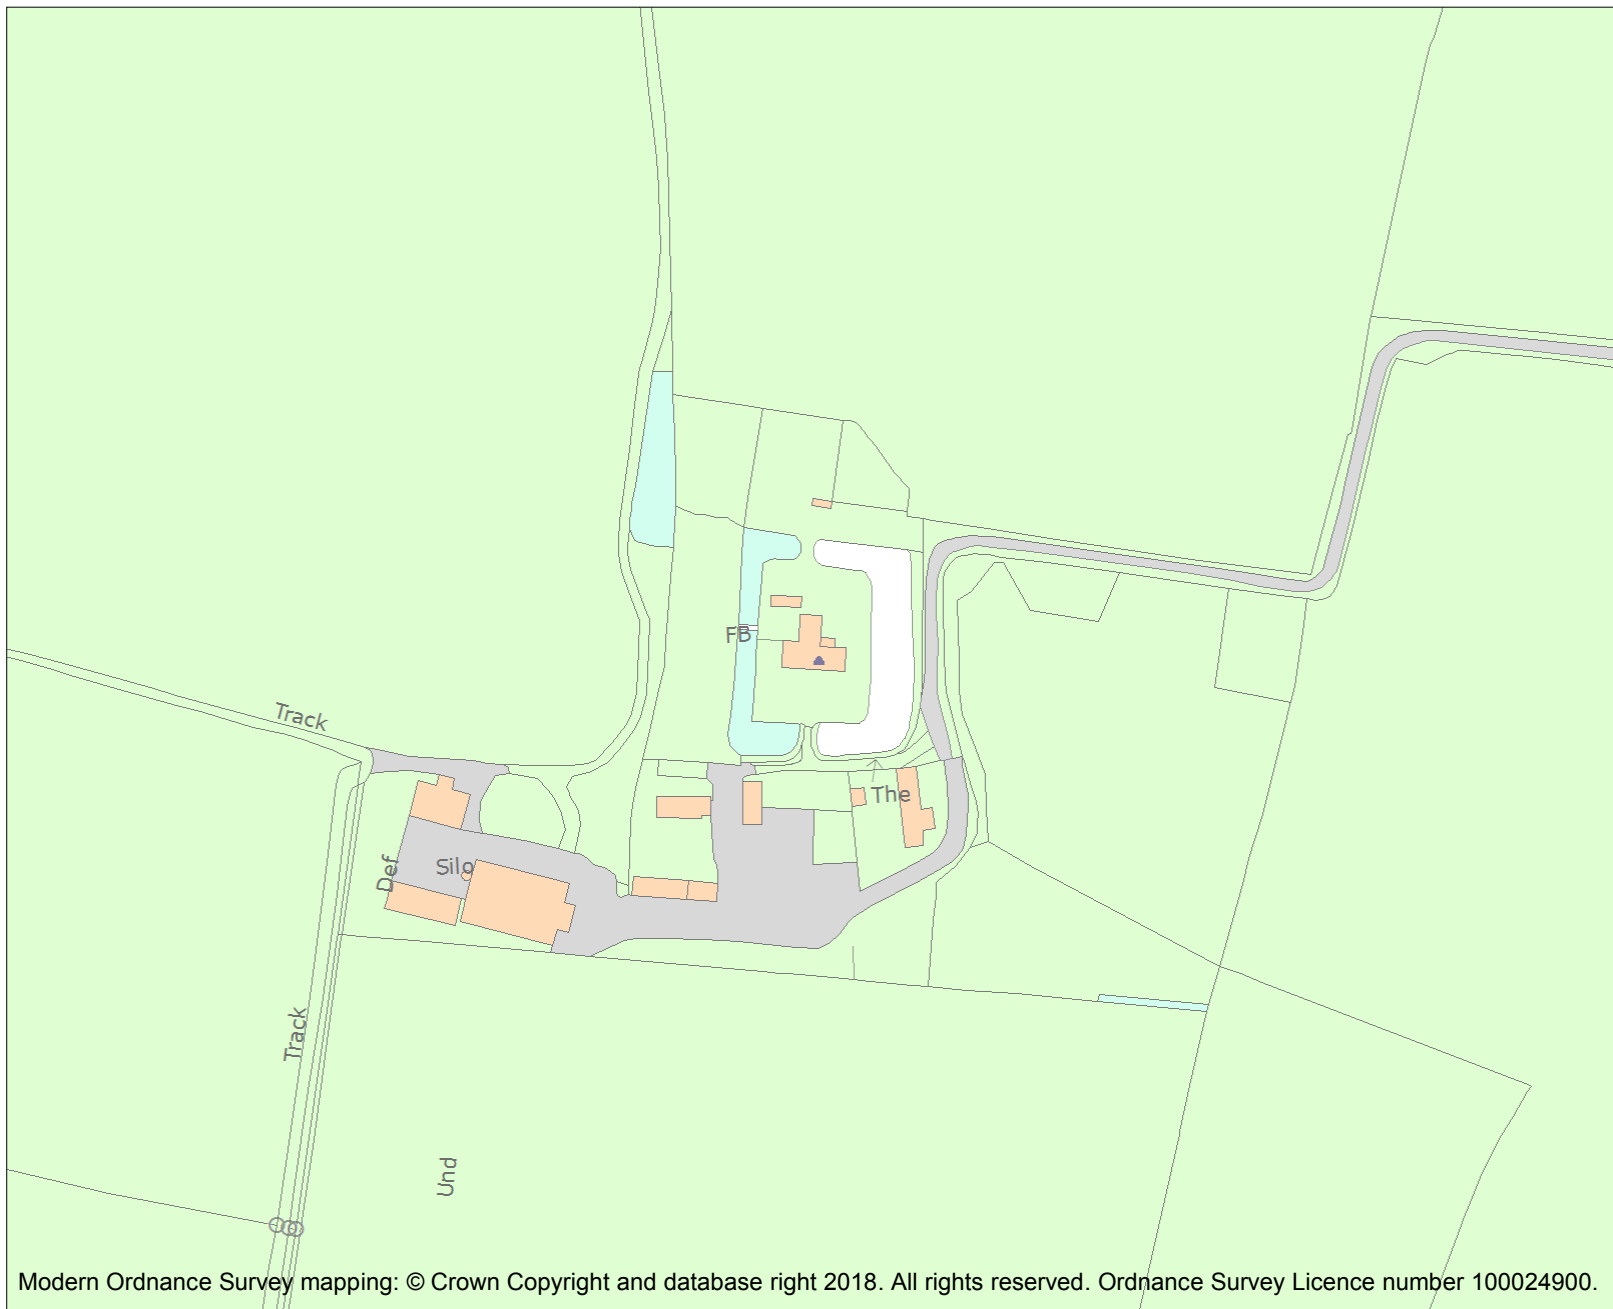 FB
Track
The
Silo
Def
Track
Und
Modern Ordnance Survey mapping: © Crown Copyright and database right 2018. All rights reserved. Ordnance Survey Licence number 100024900.